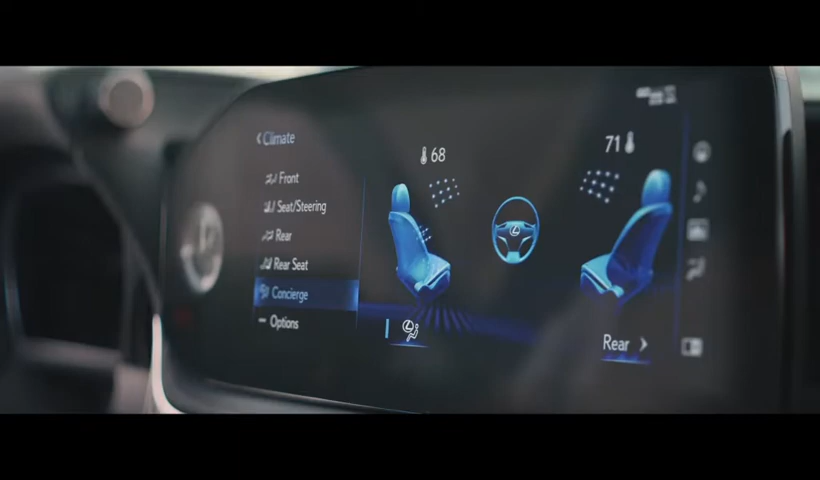 Climate
68
71
Front
Seat/Steering
Rear
Rear Seat
Concierge
Options
Rear